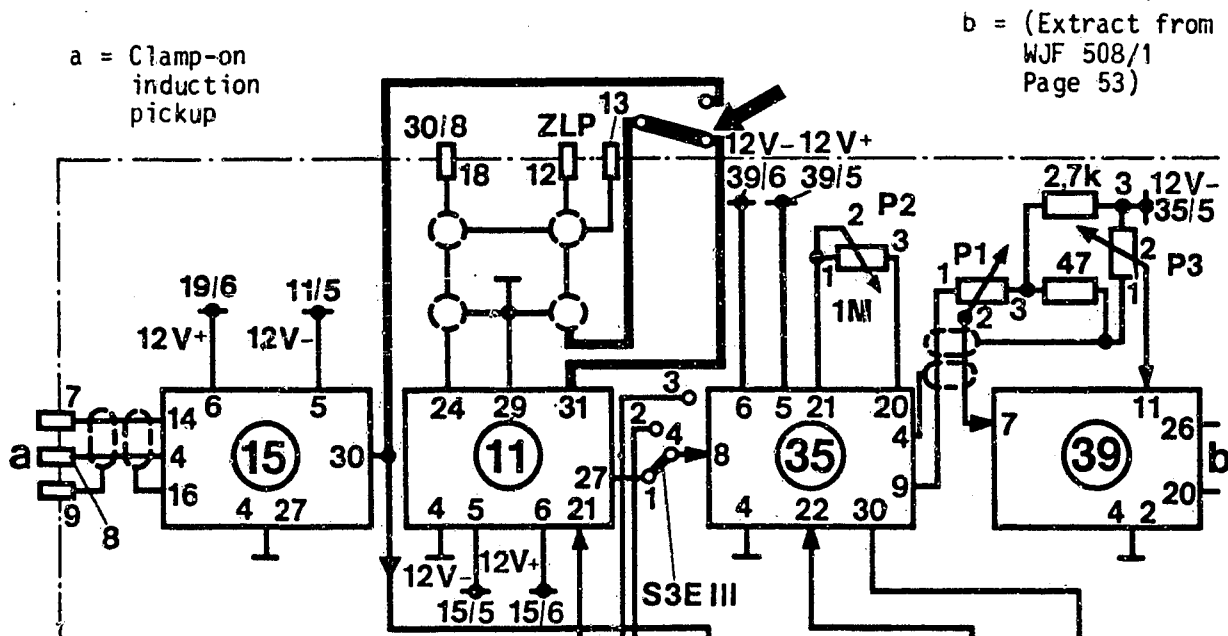 a = Clamp-on
induction
pickup
b = (Extract from
WJF 508/1
Page 53)
30/8
ZLP
13
18
12
12V- 12V+
39/6 39/5
2,7k
3
12V-
35/5
P2
2
3
1
1M
P1
1
3
2
47
2
1
P3
19/6
11/5
12V+
12V-
7
a
9
8
14
4
16
6
5
15
30
4 27
24
29
31
11
27
4
5
6
21
12V-
12V+
15/5
15/6
3
2
4
1
S3E III
6
5
21
20
8
35
4
9
4
22
30
7
11
39
26
20
4 2
b